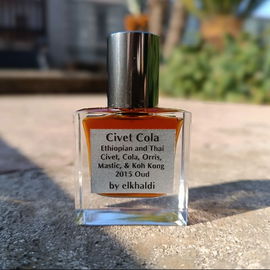 Civet Cola
Ethiopian and Thai
Civet, Cola, Orris,
Mastic, & Koh Kong
2015 Oud
by elkhaldi